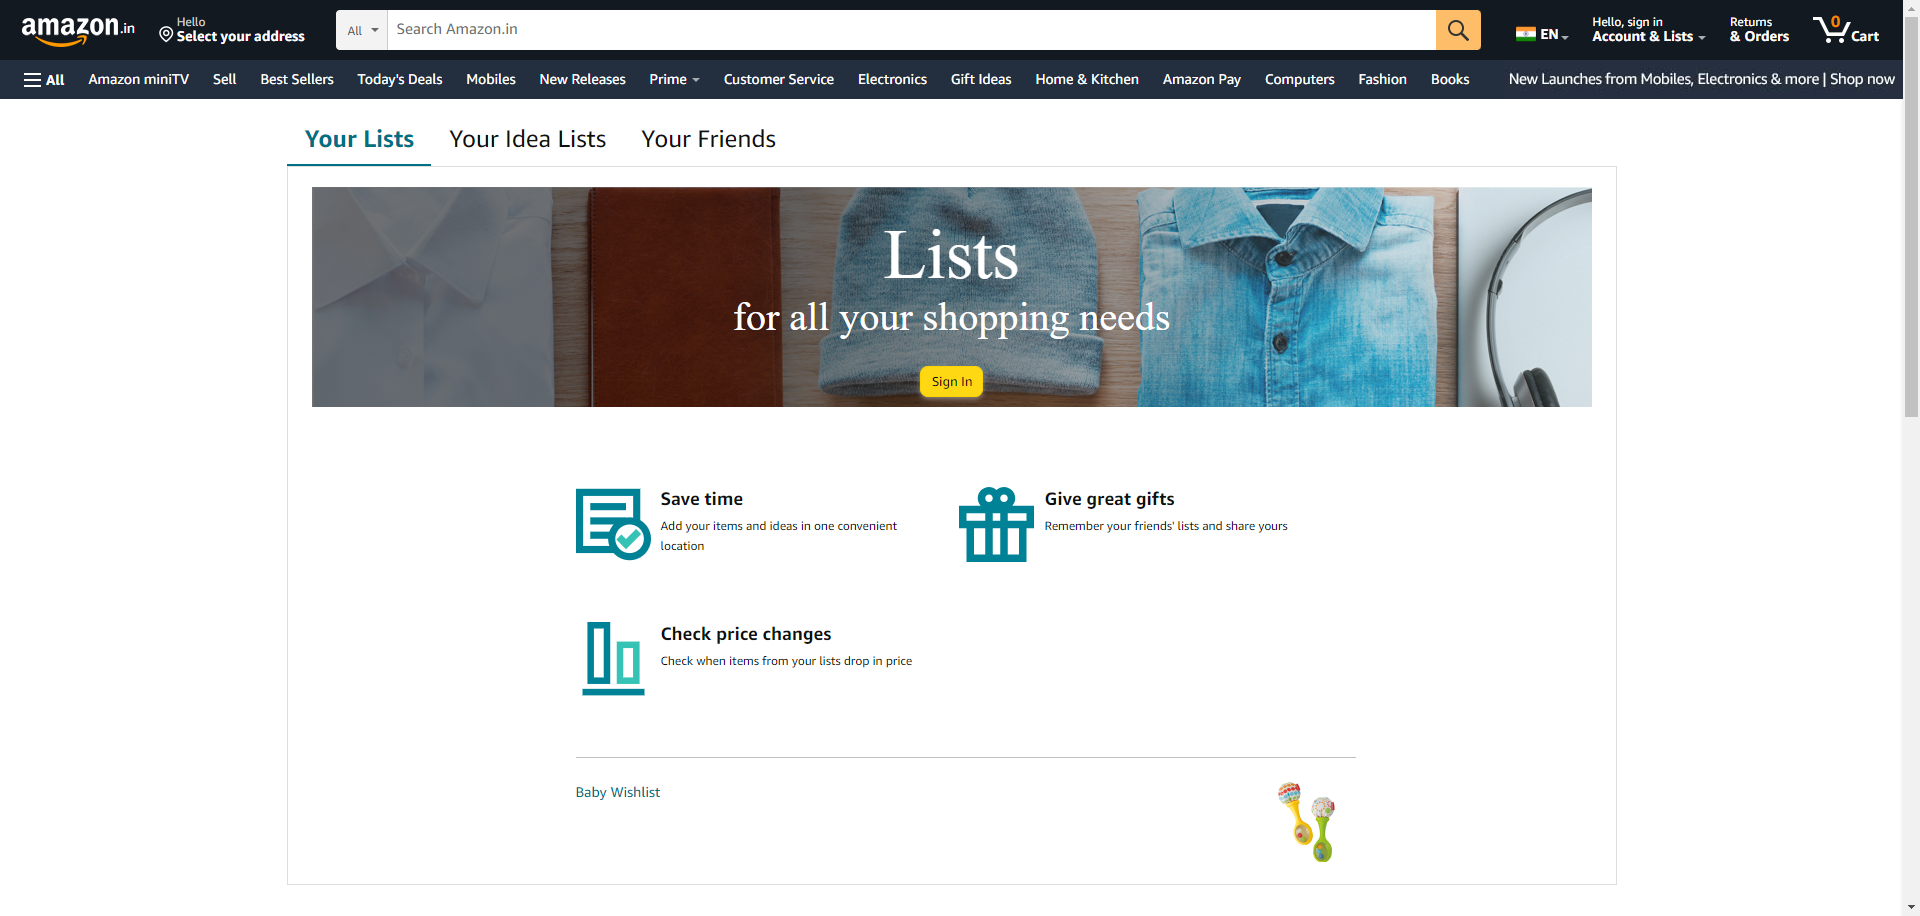 amazon.in
Hello
Select your address
All
Search Amazon.in
EN
Hello, sign in
Account & Lists
Returns
& Orders
0
Cart
All
Amazon miniTV
Sell
Best Sellers
Today's Deals
Mobiles
New Releases
Prime
Customer Service
Electronics
Gift Ideas
Home & Kitchen
Amazon Pay
Computers
Fashion
Books
New Launches from Mobiles, Electronics & more | Shop now
Your Lists
Your Idea Lists
Your Friends
Lists
for all your shopping needs
Sign In
Save time
Add your items and ideas in one convenient
location
Give great gifts
Remember your friends' lists and share yours
Check price changes
Check when items from your lists drop in price
Baby Wishlist